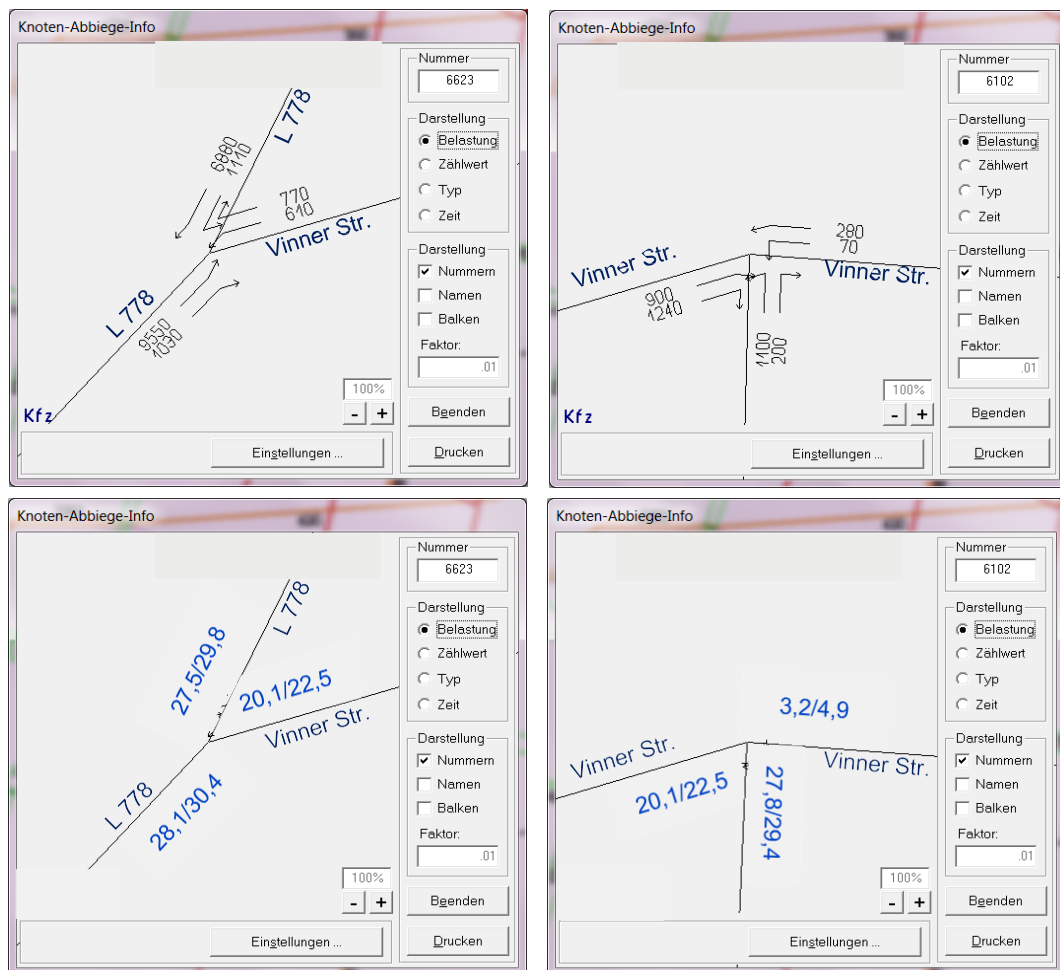 Knoten-Abbiege-Info
Nummer
6623
Darstellung
Belastung
Zählwert
Typ
Zeit
Darstellung
Nummern
Namen
Balken
Faktor:
.01
L 778
6880
1110
770
610
Vinner Str.
L 778
9550
1030
Kfz
100%
- +
Beenden
Einstellungen ...
Drucken
Knoten-Abbiege-Info
Nummer
6102
Darstellung
Belastung
Zählwert
Typ
Zeit
Darstellung
Nummern
Namen
Balken
Faktor:
.01
280
70
Vinner Str.
Vinner Str.
900
1240
1100
200
Kfz
100%
- +
Beenden
Einstellungen ...
Drucken
Knoten-Abbiege-Info
Nummer
6623
Darstellung
Belastung
Zählwert
Typ
Zeit
Darstellung
Nummern
Namen
Balken
Faktor:
.01
L 778
27,5/29,8
20,1/22,5
Vinner Str.
L 778
28,1/30,4
100%
- +
Beenden
Einstellungen ...
Drucken
Knoten-Abbiege-Info
Nummer
6102
Darstellung
Belastung
Zählwert
Typ
Zeit
Darstellung
Nummern
Namen
Balken
Faktor:
.01
3,2/4,9
Vinner Str.
Vinner Str.
20,1/22,5
27,8/29,4
100%
- +
Beenden
Einstellungen ...
Drucken